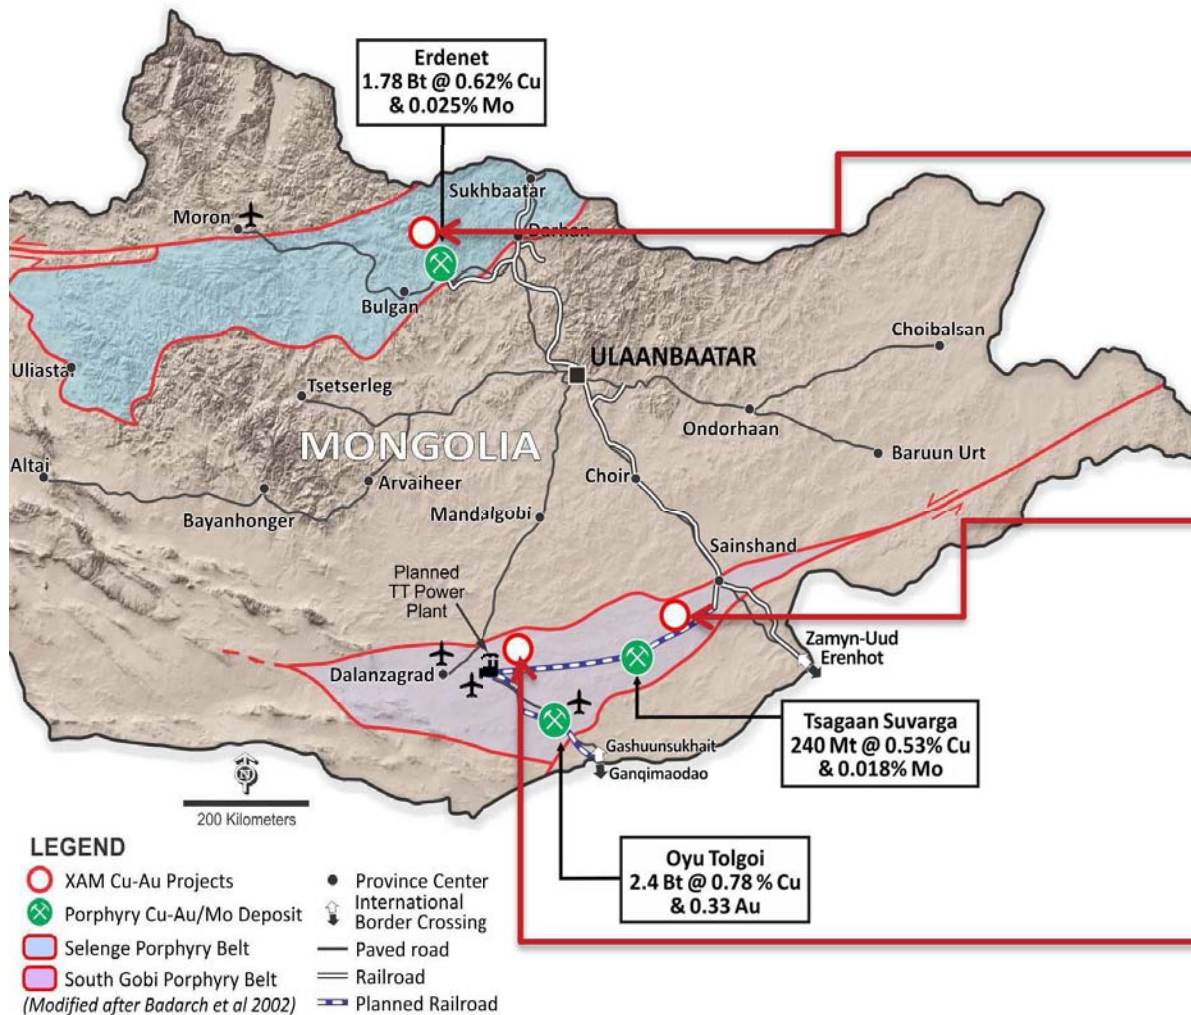 Erdenet
1.78 Bt @ 0.62% Cu
& 0.025% Mo
Sukhbaatar
Moron
Darhan
Bulgan
Choibalsan
ULAANBAATAR
Uliastai
Tsetserleg
Ondorhaan
MONGOLIA
Baruun Urt
Altai
Choir
Arvaiheer
Bayanhonger
Mandalgobi
Sainshand
Planned
TT Power
Plant
Zamyn-Uud
Erenhot
Dalanzagrad
Tsagaan Suvarga
240 Mt @ 0.53% Cu
& 0.018% Mo
Gashuunsukhait
Ganqimaodao
N
200 Kilometers
Oyu Tolgoi
2.4 Bt @ 0.78 % Cu
& 0.33 Au
LEGEND
XAM Cu-Au Projects
Porphyry Cu-Au/Mo Deposit
Selenge Porphyry Belt
South Gobi Porphyry Belt
(Modified after Badarch et al 2002)
Province Center
International
Border Crossing
Paved road
Railroad
Planned Railroad